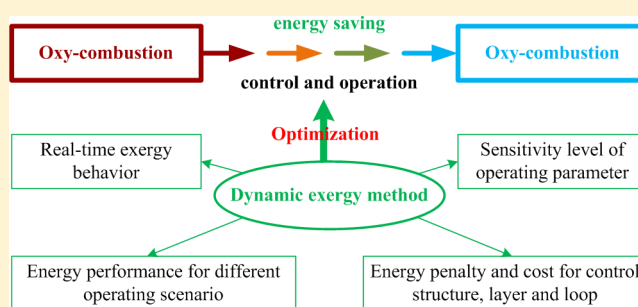 energy saving
Oxy-combustion
Oxy-combustion
control and operation
Optimization
Real-time exergy
behavior
Sensitivity level of
operating parameter
Dynamic exergy method
Energy performance for different
operating scenario
Energy penalty and cost for control
structure, layer and loop